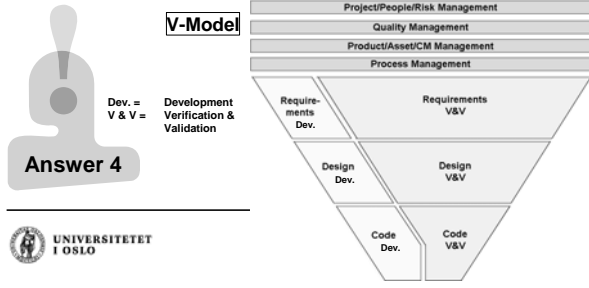 V-Model
Dev. = Development
V & V = Verification &
Validation
Answer 4
UNIVERSITETET
I OSLO
Project/People/Risk Management
Quality Management
Product/Asset/CM Management
Process Management
Require-
ments
Dev.
Requirements
V&V
Design
Dev.
Design
V&V
Code
Dev.
Code
V&V